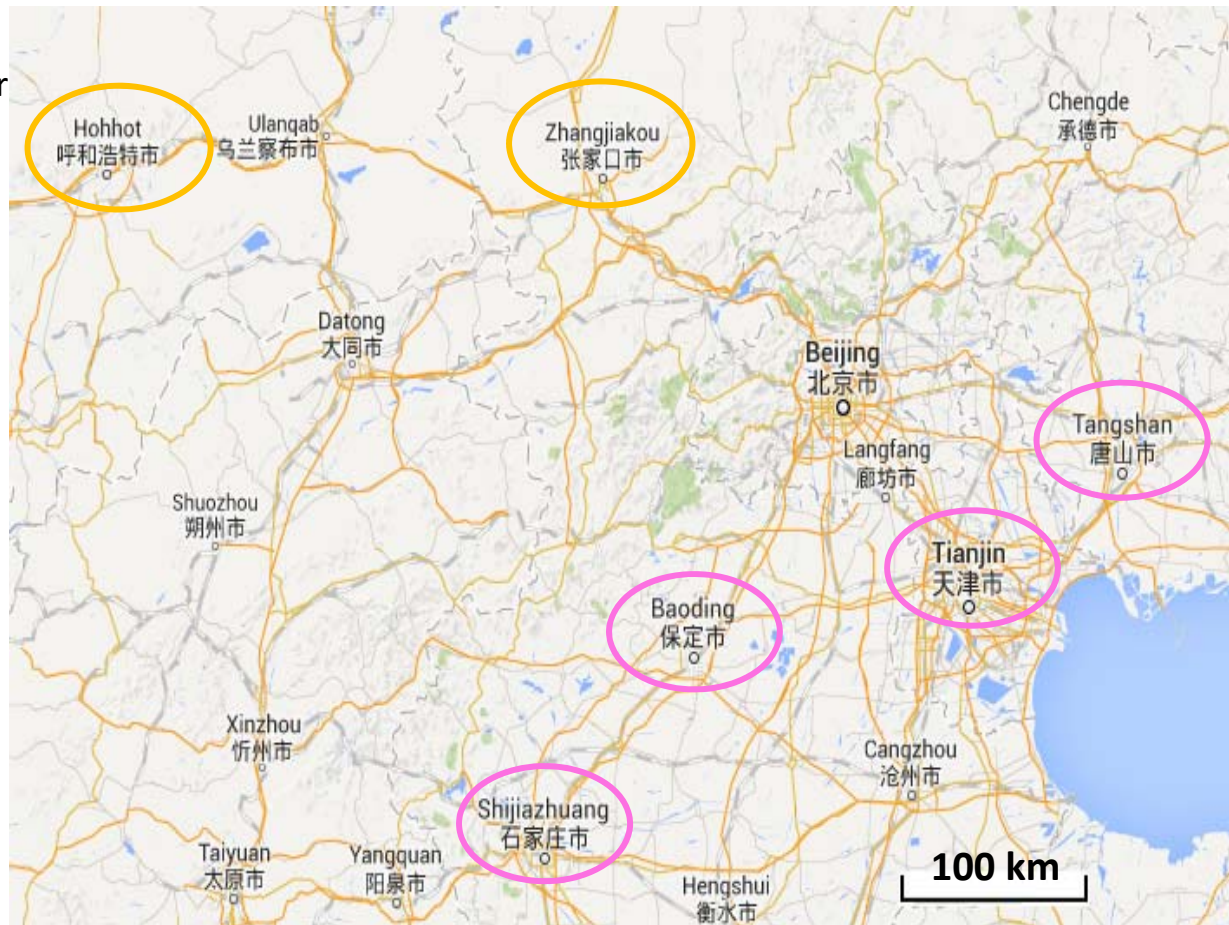 r
Hohhot
呼和浩特市
Ulanqab
乌兰察布市
Zhangjiakou
张家口市
Chengde
承德市
Datong
大同市
Beijing
北京市
Tangshan
唐山市
Langfang
廊坊市
Shuozhou
朔州市
Tianjin
天津市
Baoding
保定市
Xinzhou
忻州市
Cangzhou
沧州市
Shijiazhuang
石家庄市
Taiyuan
太原市
Yangquan
阳泉市
Hengshui
衡水市
100 km